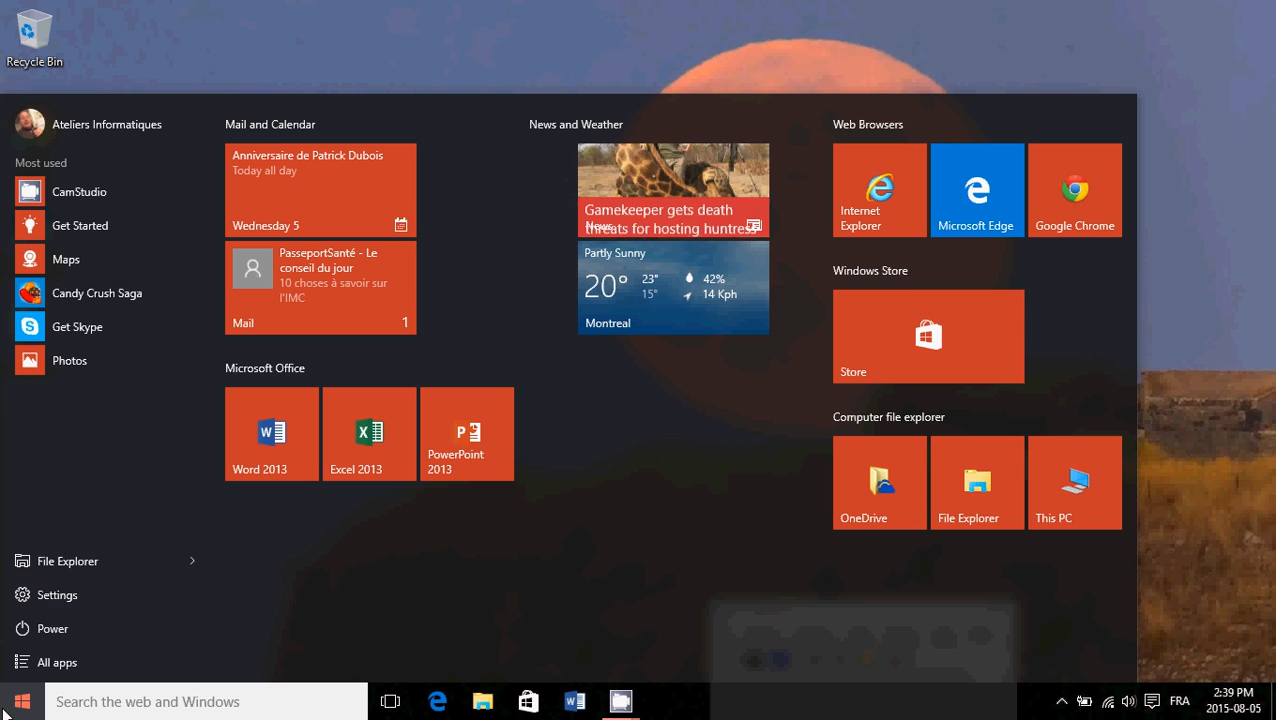 Recycle Bin
Ateliers Informatiques
Most used
CamStudio
Get Started
Maps
Candy Crush Saga
Get Skype
Photos
File Explorer
Settings
Power
All apps
Mail and Calendar
Anniversaire de Patrick Dubois
Today all day
Wednesday 5
PasseportSanté - Le
conseil du jour
10 choses à savoir sur
l'IMC
Mail 1
Microsoft Office
Word 2013
Excel 2013
PowerPoint
2013
News and Weather
Gamekeeper gets death
threats for hosting huntress
News
Partly Sunny
20° 23° 42%
15° 14 Kph
Montreal
Web Browsers
Internet
Explorer
Microsoft Edge
Google Chrome
Windows Store
Store
Computer file explorer
OneDrive
File Explorer
This PC
Search the web and Windows
FRA
2:39 PM
2015-08-05